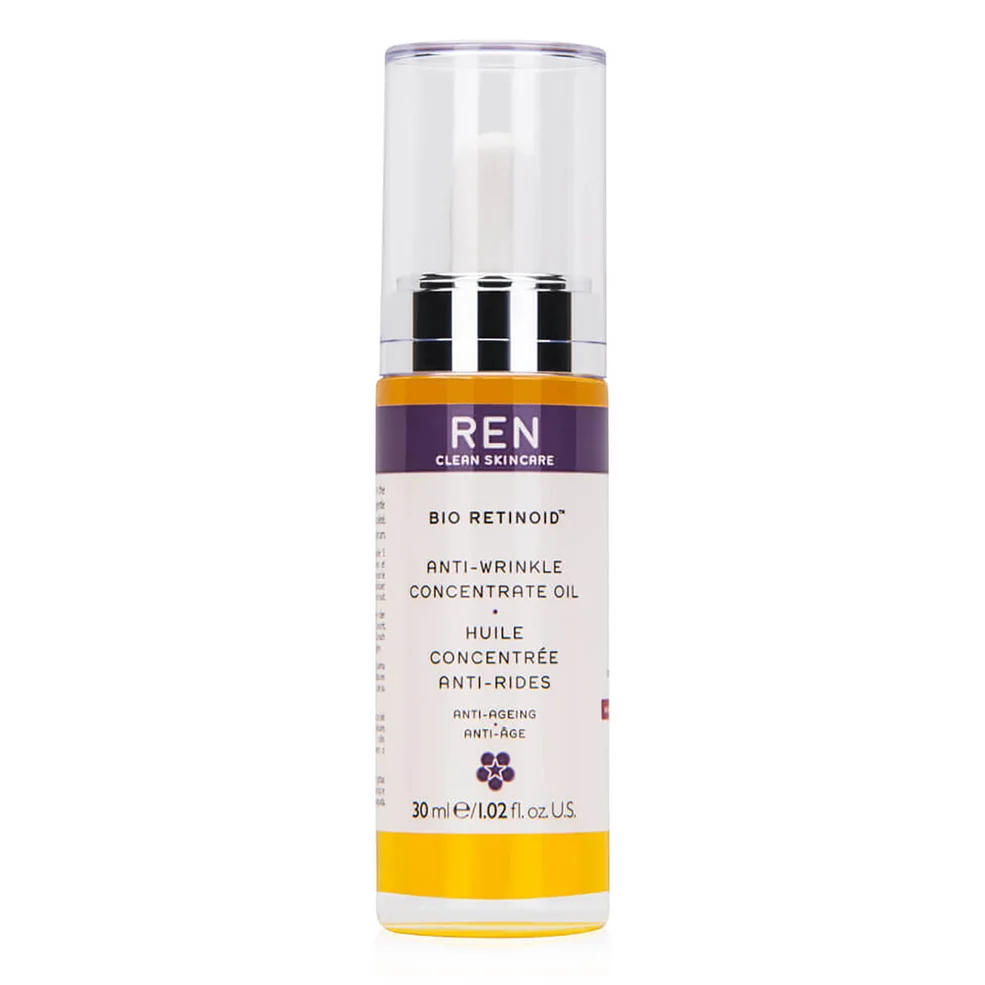 REN
CLEAN SKINCARE
BIO RETINOID™
ANTI-WRINKLE
CONCENTRATE OIL
•
HUILE
CONCENTRÉE
ANTI-RIDES
ANTI-AGEING
•
ANTI-ÂGE
30 ml ℮/1.02 fl. oz. U.S.